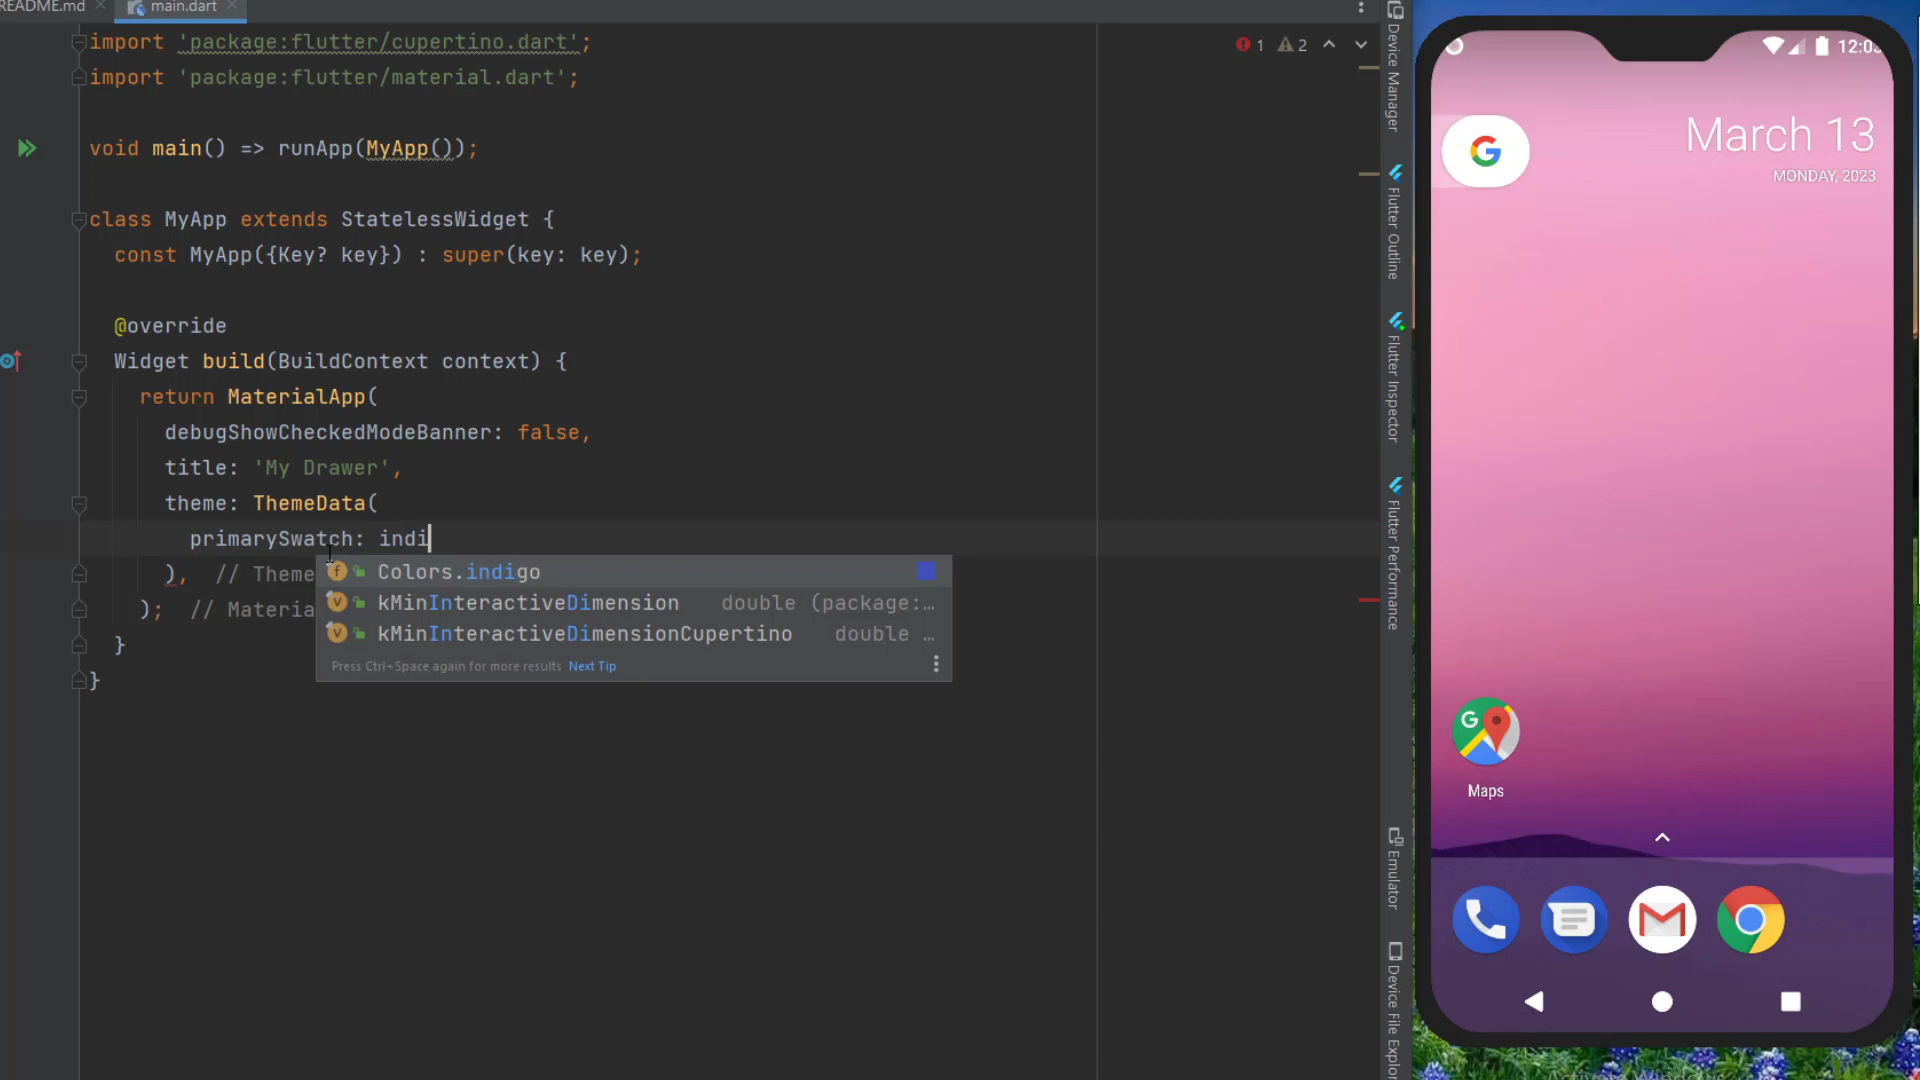 README.md
main.dart
import 'package:flutter/cupertino.dart';
import 'package:flutter/material.dart';
1 2
void main() => runApp(MyApp());
class MyApp extends StatelessWidget {
const MyApp({Key? key}) : super(key: key);
@override
Widget build(BuildContext context) {
return MaterialApp(
debugShowCheckedModeBanner: false,
title: 'My Drawer',
theme: ThemeData(
primarySwatch: indi
), // Theme
); // Materia
}
}
Colors.indigo
kMinInteractiveDimension double (package:…
kMinInteractiveDimensionCupertino double …
Press Ctrl+Space again for more results Next Tip
Device Manager
Flutter Outline
Flutter Inspector
Flutter Performance
Emulator
Device File Explor
12:03
G
March 13
MONDAY, 2023
G
Maps